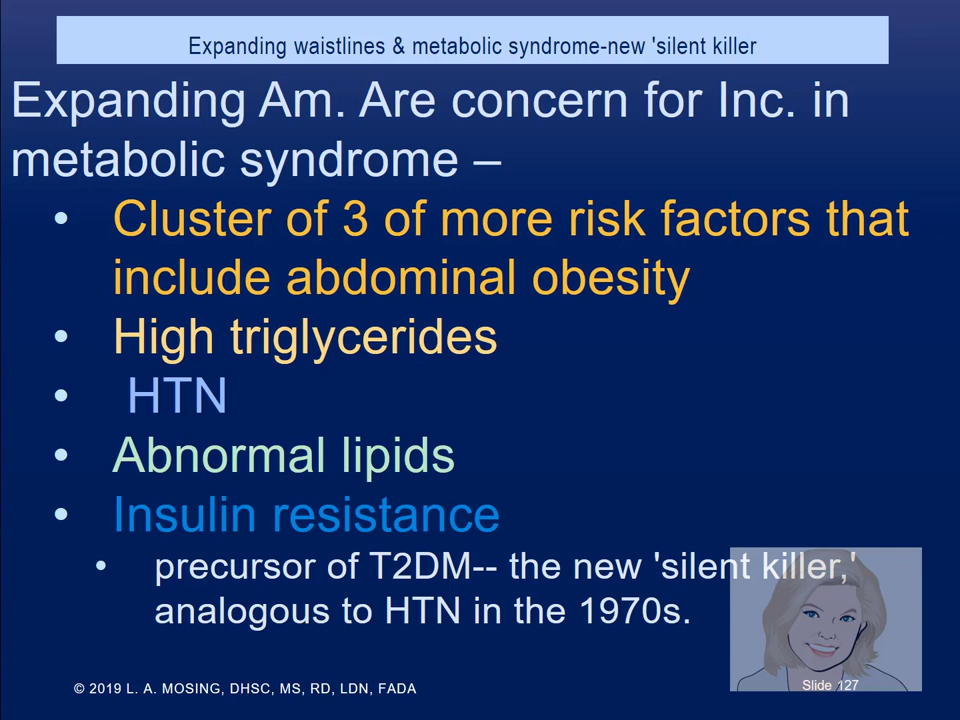 Expanding waistlines & metabolic syndrome-new 'silent killer
Expanding Am. Are concern for Inc. in
metabolic syndrome –
• Cluster of 3 of more risk factors that
include abdominal obesity
• High triglycerides
• HTN
• Abnormal lipids
• Insulin resistance
• precursor of T2DM-- the new 'silent killer,'
analogous to HTN in the 1970s.
© 2019 L. A. MOSING, DHSC, MS, RD, LDN, FADA
Slide 127